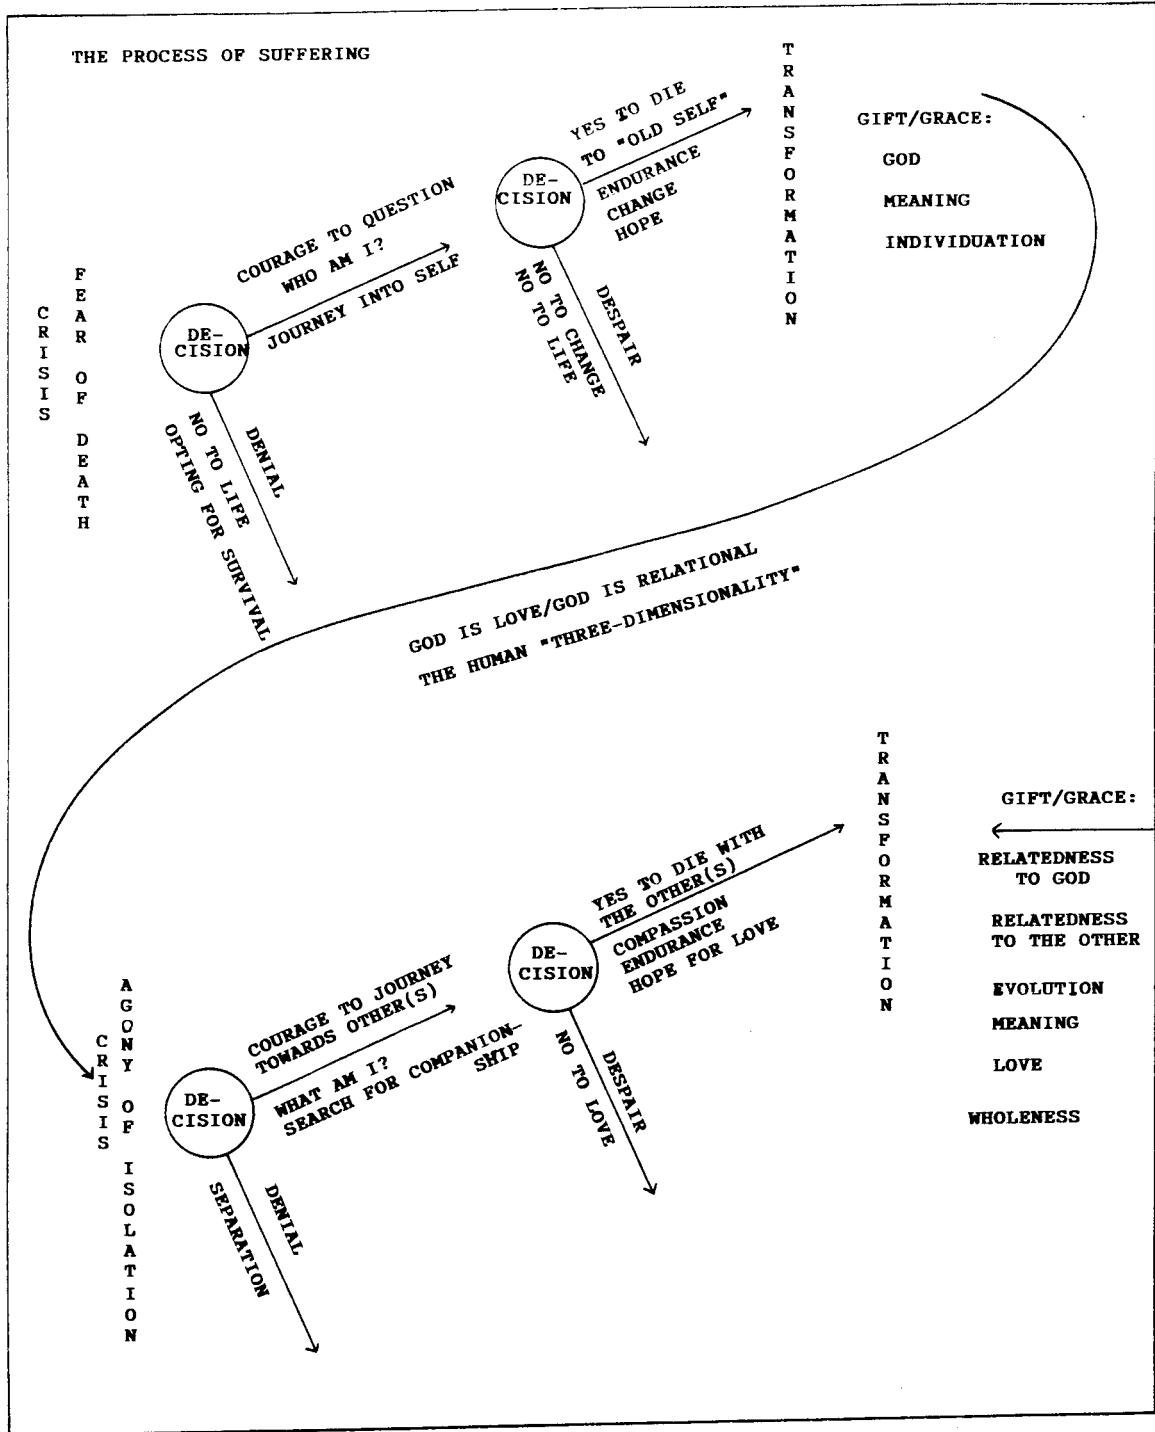 THE PROCESS OF SUFFERING
CRISIS
FEAR OF DEATH
DE-
CISION
COURAGE TO QUESTION
WHO AM I?
JOURNEY INTO SELF
DENIAL
NO TO LIFE
OPTING FOR SURVIVAL
DE-
CISION
YES TO DIE
TO "OLD SELF"
ENDURANCE
CHANGE
HOPE
DESPAIR
NO TO CHANGE
NO TO LIFE
TRANSFORMATION
GIFT/GRACE:
GOD
MEANING
INDIVIDUATION
GOD IS LOVE/GOD IS RELATIONAL
THE HUMAN "THREE-DIMENSIONALITY"
CRISIS
AGONY OF ISOLATION
DE-
CISION
COURAGE TO JOURNEY
TOWARDS OTHER(S)
WHAT AM I?
SEARCH FOR COMPANION-
SHIP
DENIAL
SEPARATION
DE-
CISION
YES TO DIE WITH
THE OTHER(S)
COMPASSION
ENDURANCE
HOPE FOR LOVE
DESPAIR
NO TO LOVE
TRANSFORMATION
GIFT/GRACE:
RELATEDNESS
TO GOD
RELATEDNESS
TO THE OTHER
EVOLUTION
MEANING
LOVE
WHOLENESS